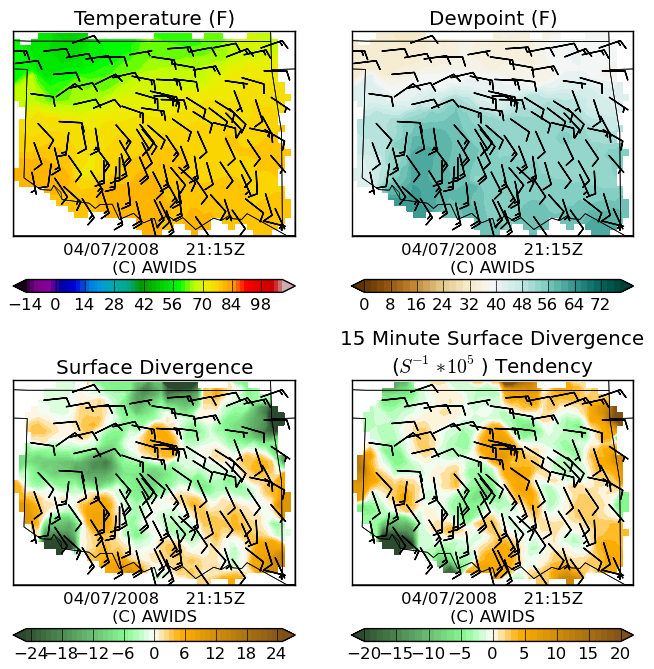 Temperature (F)
Dewpoint (F)
04/07/2008 21:15Z
(C) AWIDS
04/07/2008 21:15Z
(C) AWIDS
−14 0 14 28 42 56 70 84 98
0 8 16 24 32 40 48 56 64 72
Surface Divergence
15 Minute Surface Divergence
(S⁻¹ *10⁵ ) Tendency
04/07/2008 21:15Z
(C) AWIDS
04/07/2008 21:15Z
(C) AWIDS
−24 −18 −12 −6 0 6 12 18 24
−20 −15 −10 −5 0 5 10 15 20